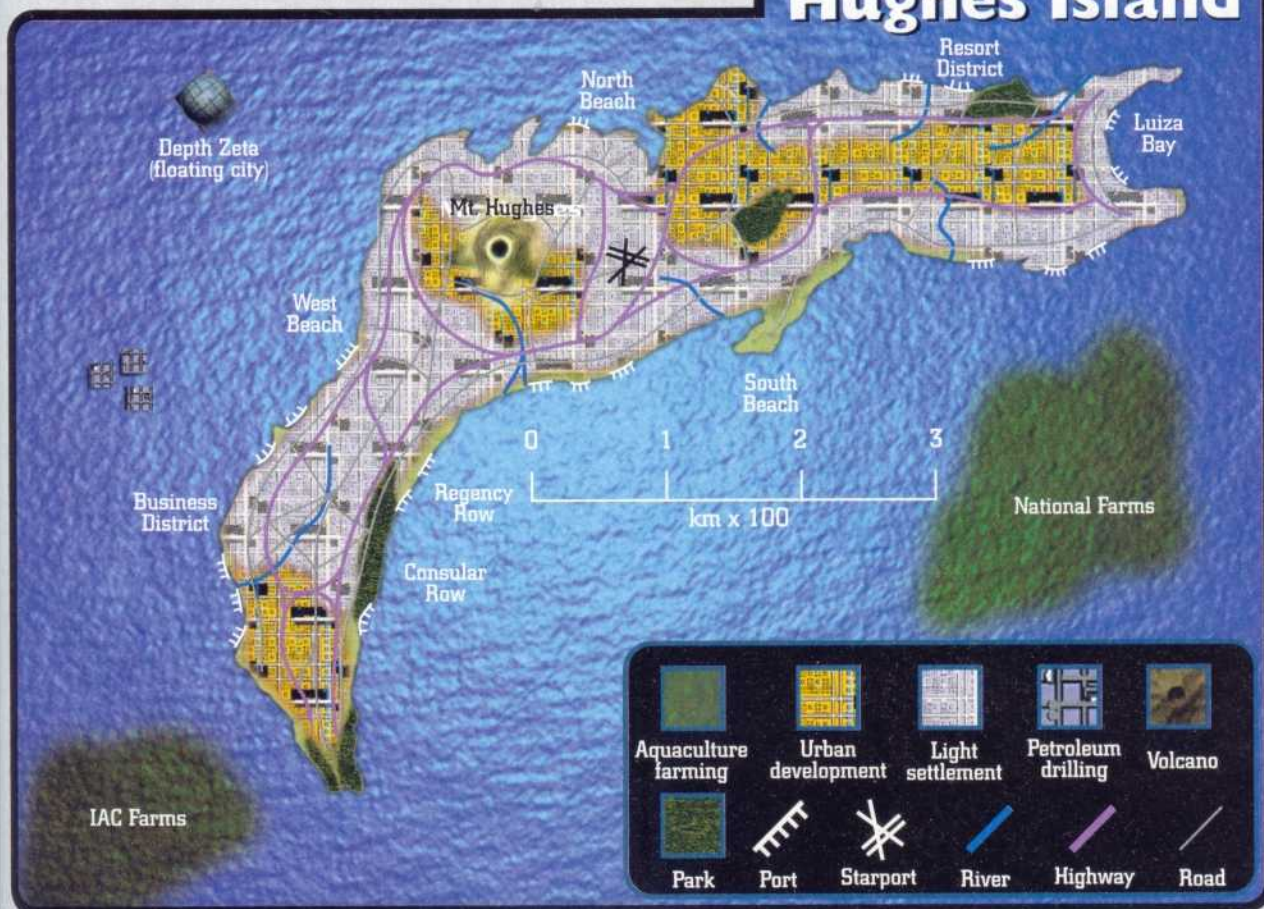 Hughes Island
Resort
District
North
Beach
Luiza
Bay
Depth Zeta
(floating city)
Mt. Hughes
West
Beach
South
Beach
0 1 2 3
km x 100
Regency
Row
Business
District
National Farms
Consular
Row
IAC Farms
Aquaculture
farming
Urban
development
Light
settlement
Petroleum
drilling
Volcano
Park
Port
Starport
River
Highway
Road